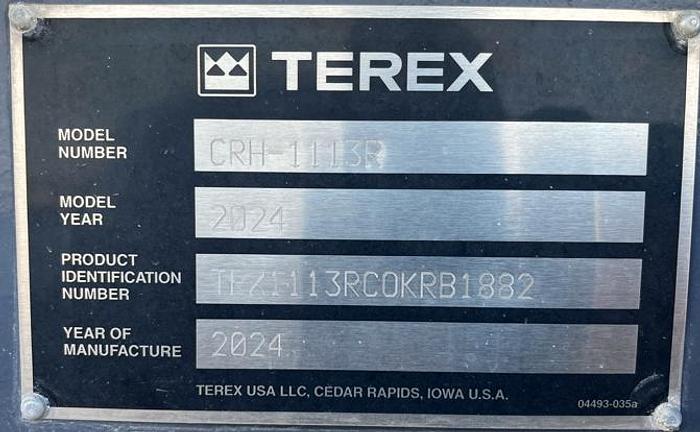 TEREX
MODEL NUMBER
CRH-1113R
MODEL YEAR
2024
PRODUCT IDENTIFICATION NUMBER
YEAR OF MANUFACTURE
2024
TEREX USA LLC, CEDAR RAPIDS, IOWA U.S.A.
04493-035a